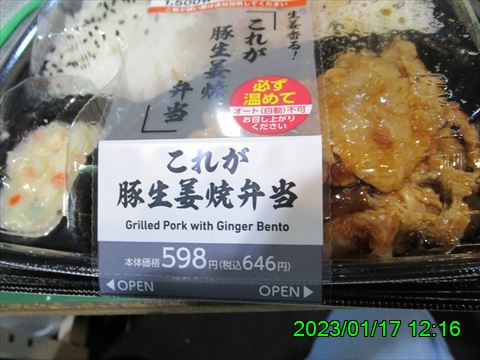 1,500W
生姜香る!
これが
豚生姜焼
弁当
必ず
温めて
オート(自動)不可
お召し上がり
ください
これが
豚生姜焼弁当
Grilled Pork with Ginger Bento
本体価格598円(税込646円)
◀OPEN OPEN▶
2023/01/17 12:16